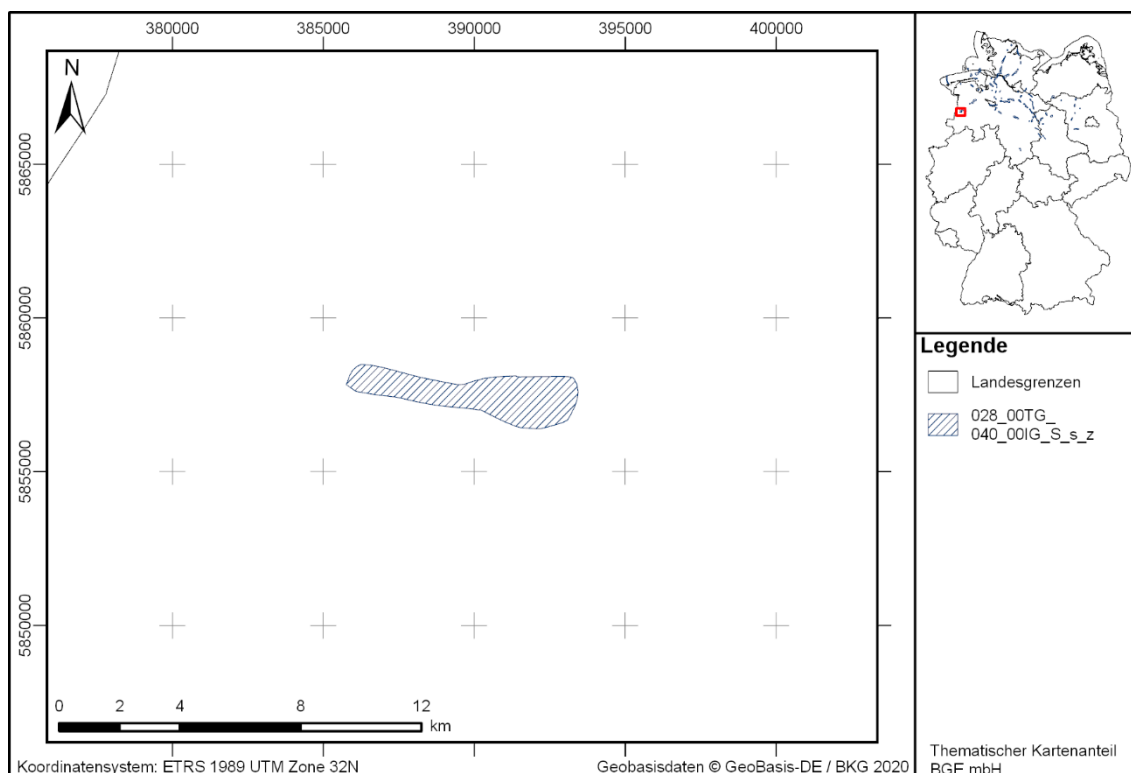 380000 385000 390000 395000 400000
N
5865000
5860000
5855000
5850000
0 2 4 8 12
km
Koordinatensystem: ETRS 1989 UTM Zone 32N
Geobasisdaten © GeoBasis-DE / BKG 2020
Legende
Landesgrenzen
028_00TG_
040_00IG_S_s_z
Thematischer Kartenanteil
BGE mbH